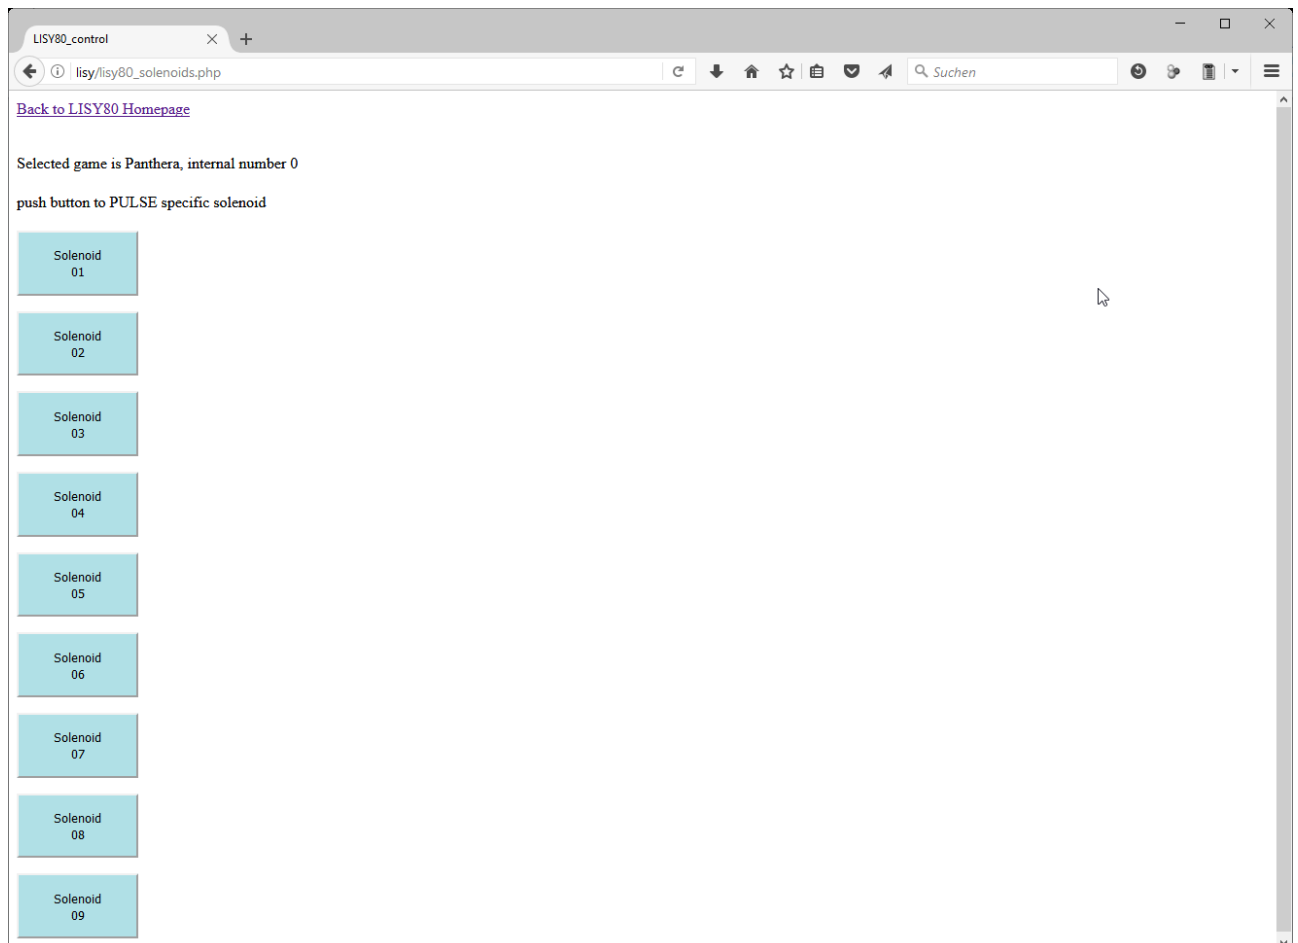 LISY80_control
lisy/lisy80_solenoids.php
Suchen
Back to LISY80 Homepage
Selected game is Panthera, internal number 0
push button to PULSE specific solenoid
Solenoid
01
Solenoid
02
Solenoid
03
Solenoid
04
Solenoid
05
Solenoid
06
Solenoid
07
Solenoid
08
Solenoid
09